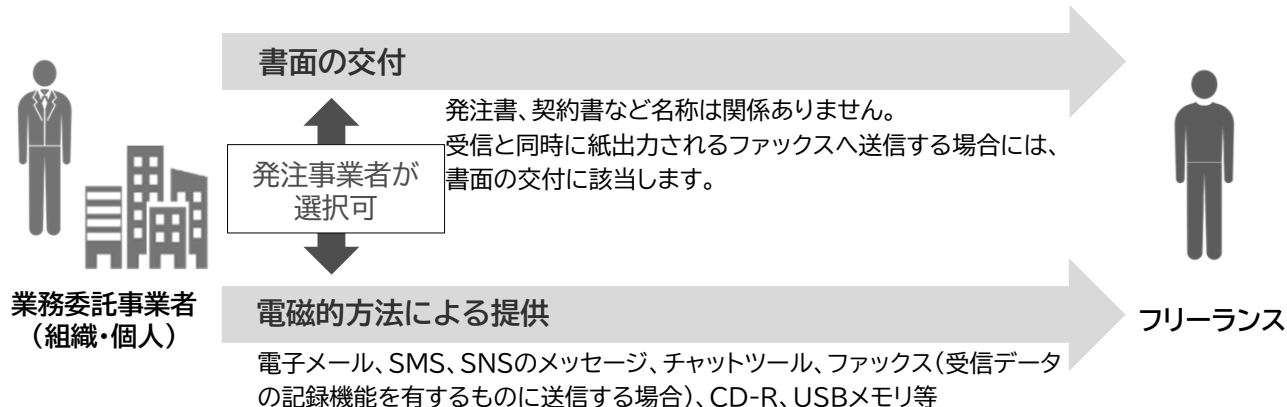 書面の交付
発注書、契約書など名称は関係ありません。
受信と同時に紙出力されるファックスへ送信する場合には、
書面の交付に該当します。
発注事業者が
選択可
業務委託事業者
（組織・個人）
電磁的方法による提供
フリーランス
電子メール、SMS、SNSのメッセージ、チャットツール、ファックス（受信データ
の記録機能を有するものに送信する場合）、CD-R、USBメモリ等